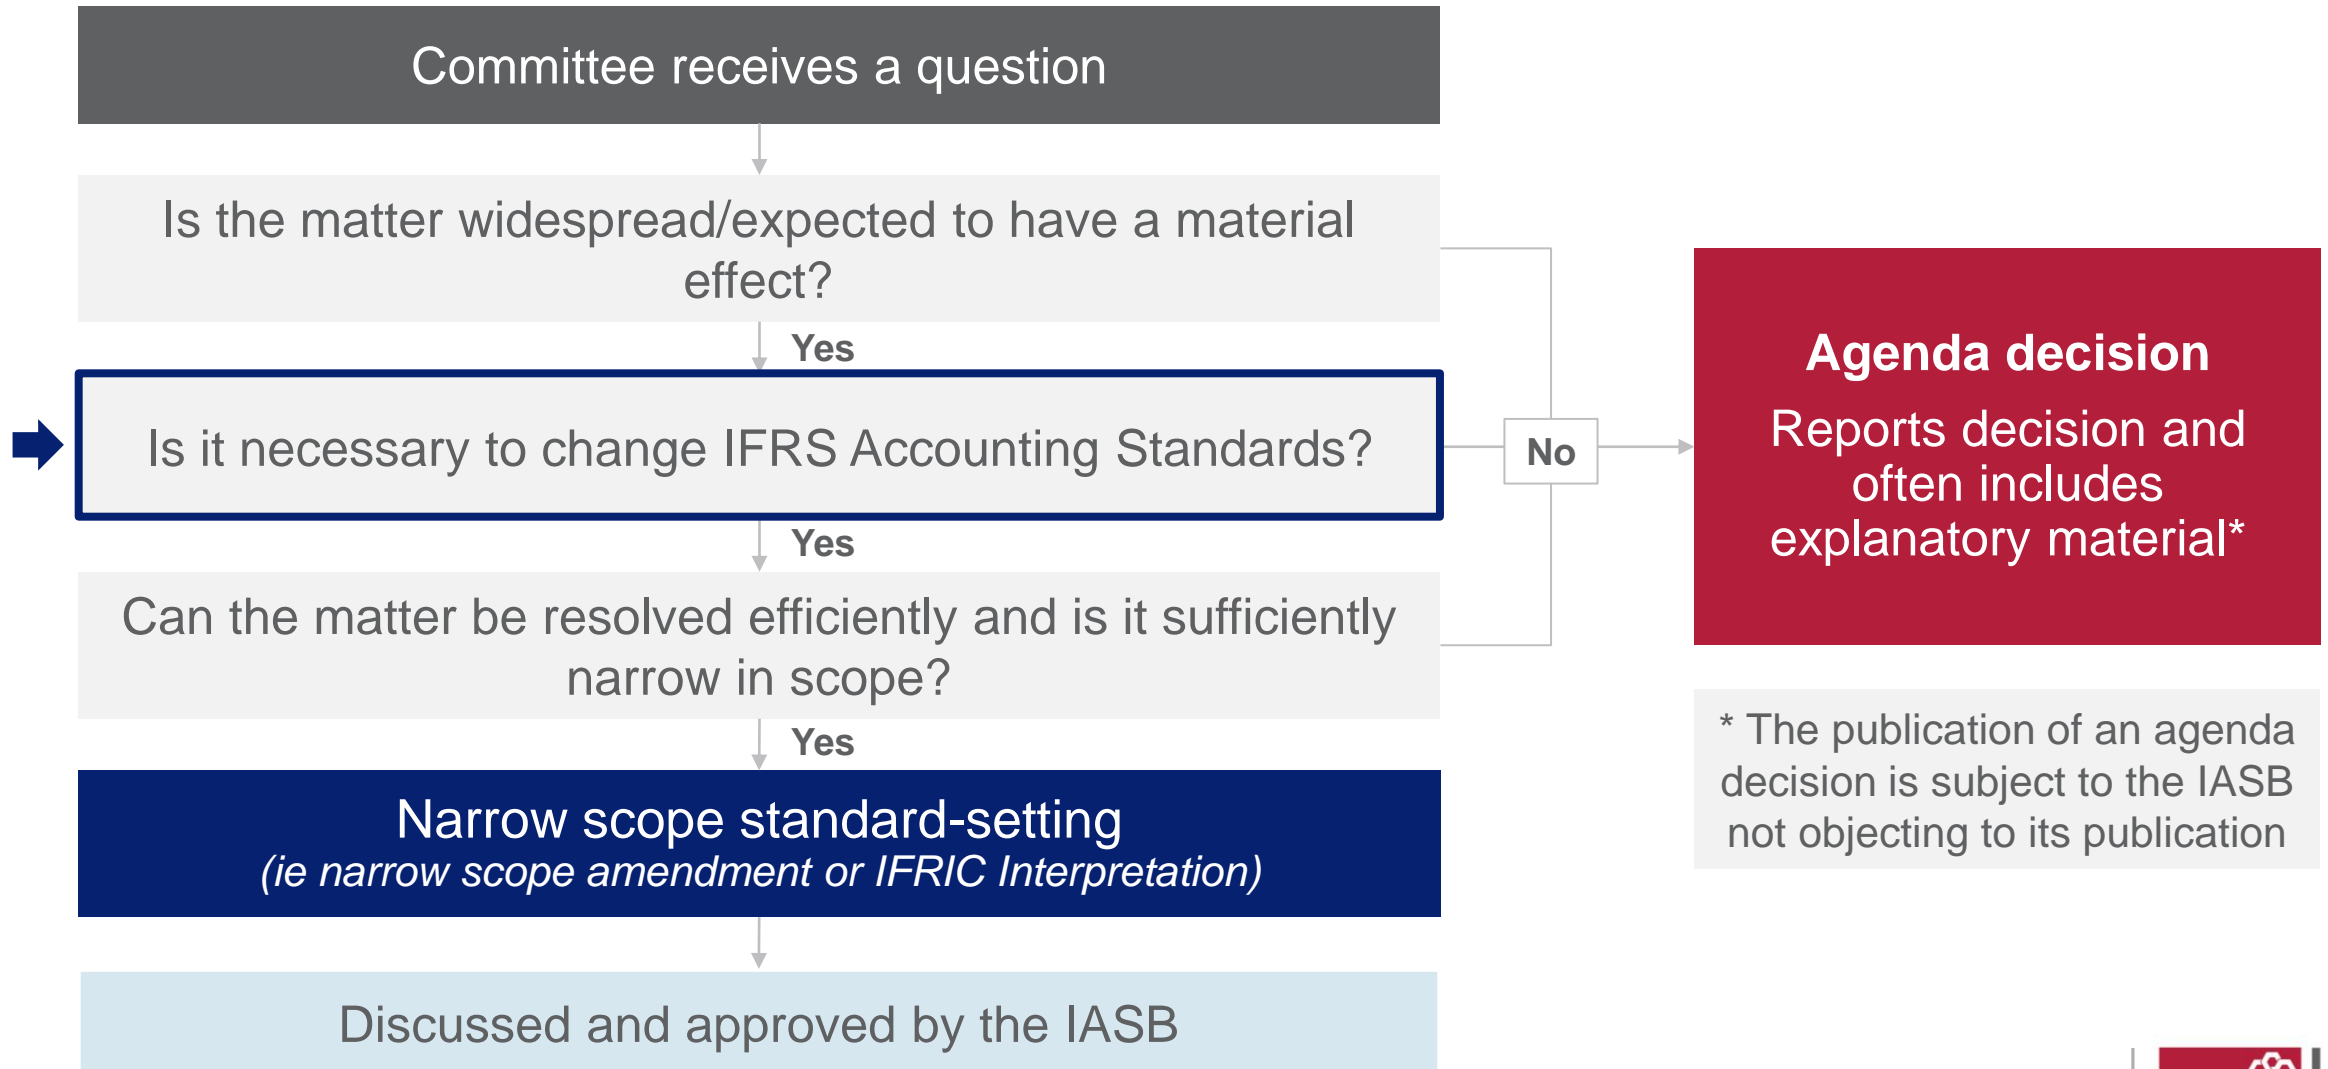 Committee receives a question
Is the matter widespread/expected to have a material
effect?
Yes
Is it necessary to change IFRS Accounting Standards?
Yes
Can the matter be resolved efficiently and is it sufficiently
narrow in scope?
Yes
Narrow scope standard-setting
(ie narrow scope amendment or IFRIC Interpretation)
Discussed and approved by the IASB
No
Agenda decision
Reports decision and
often includes
explanatory material*
* The publication of an agenda
decision is subject to the IASB
not objecting to its publication